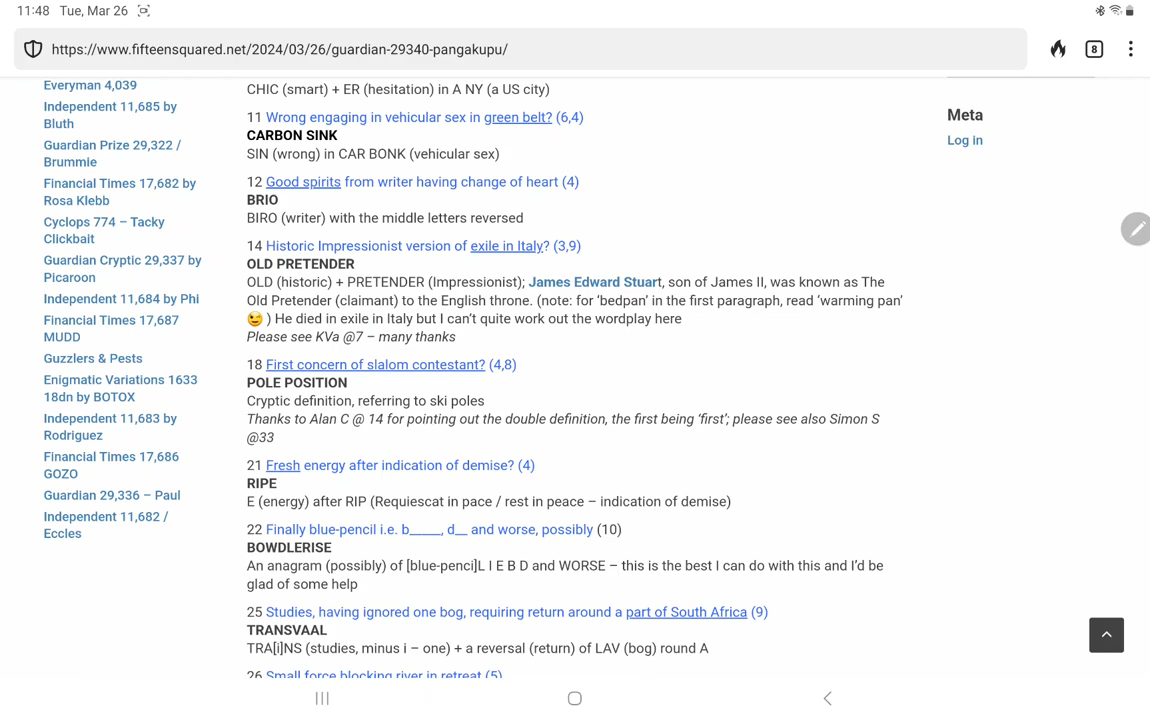 11:48 Tue, Mar 26
https://www.fifteensquared.net/2024/03/26/guardian-29340-pangakupu/
8
Everyman 4,039
Independent 11,685 by
Bluth
Guardian Prize 29,322 /
Brummie
Financial Times 17,682 by
Rosa Klebb
Cyclops 774 – Tacky
Clickbait
Guardian Cryptic 29,337 by
Picaroon
Independent 11,684 by Phi
Financial Times 17,687
MUDD
Guzzlers & Pests
Enigmatic Variations 1633
18dn by BOTOX
Independent 11,683 by
Rodriguez
Financial Times 17,686
GOZO
Guardian 29,336 – Paul
Independent 11,682 /
Eccles
CHIC (smart) + ER (hesitation) in A NY (a US city)
11 Wrong engaging in vehicular sex in green belt? (6,4)
CARBON SINK
SIN (wrong) in CAR BONK (vehicular sex)
12 Good spirits from writer having change of heart (4)
BRIO
BIRO (writer) with the middle letters reversed
14 Historic Impressionist version of exile in Italy? (3,9)
OLD PRETENDER
OLD (historic) + PRETENDER (Impressionist); James Edward Stuart, son of James II, was known as The
Old Pretender (claimant) to the English throne. (note: for ‘bedpan’ in the first paragraph, read ‘warming pan’
😉 ) He died in exile in Italy but I can’t quite work out the wordplay here
Please see KVa @7 – many thanks
18 First concern of slalom contestant? (4,8)
POLE POSITION
Cryptic definition, referring to ski poles
Thanks to Alan C @ 14 for pointing out the double definition, the first being ‘first’; please see also Simon S
@33
21 Fresh energy after indication of demise? (4)
RIPE
E (energy) after RIP (Requiescat in pace / rest in peace – indication of demise)
22 Finally blue-pencil i.e. b_____, d__ and worse, possibly (10)
BOWDLERISE
An anagram (possibly) of [blue-penci]L I E B D and WORSE – this is the best I can do with this and I’d be
glad of some help
25 Studies, having ignored one bog, requiring return around a part of South Africa (9)
TRANSVAAL
TRA[i]NS (studies, minus i – one) + a reversal (return) of LAV (bog) round A
26 Small force blocking river in retreat (5)
Meta
Log in